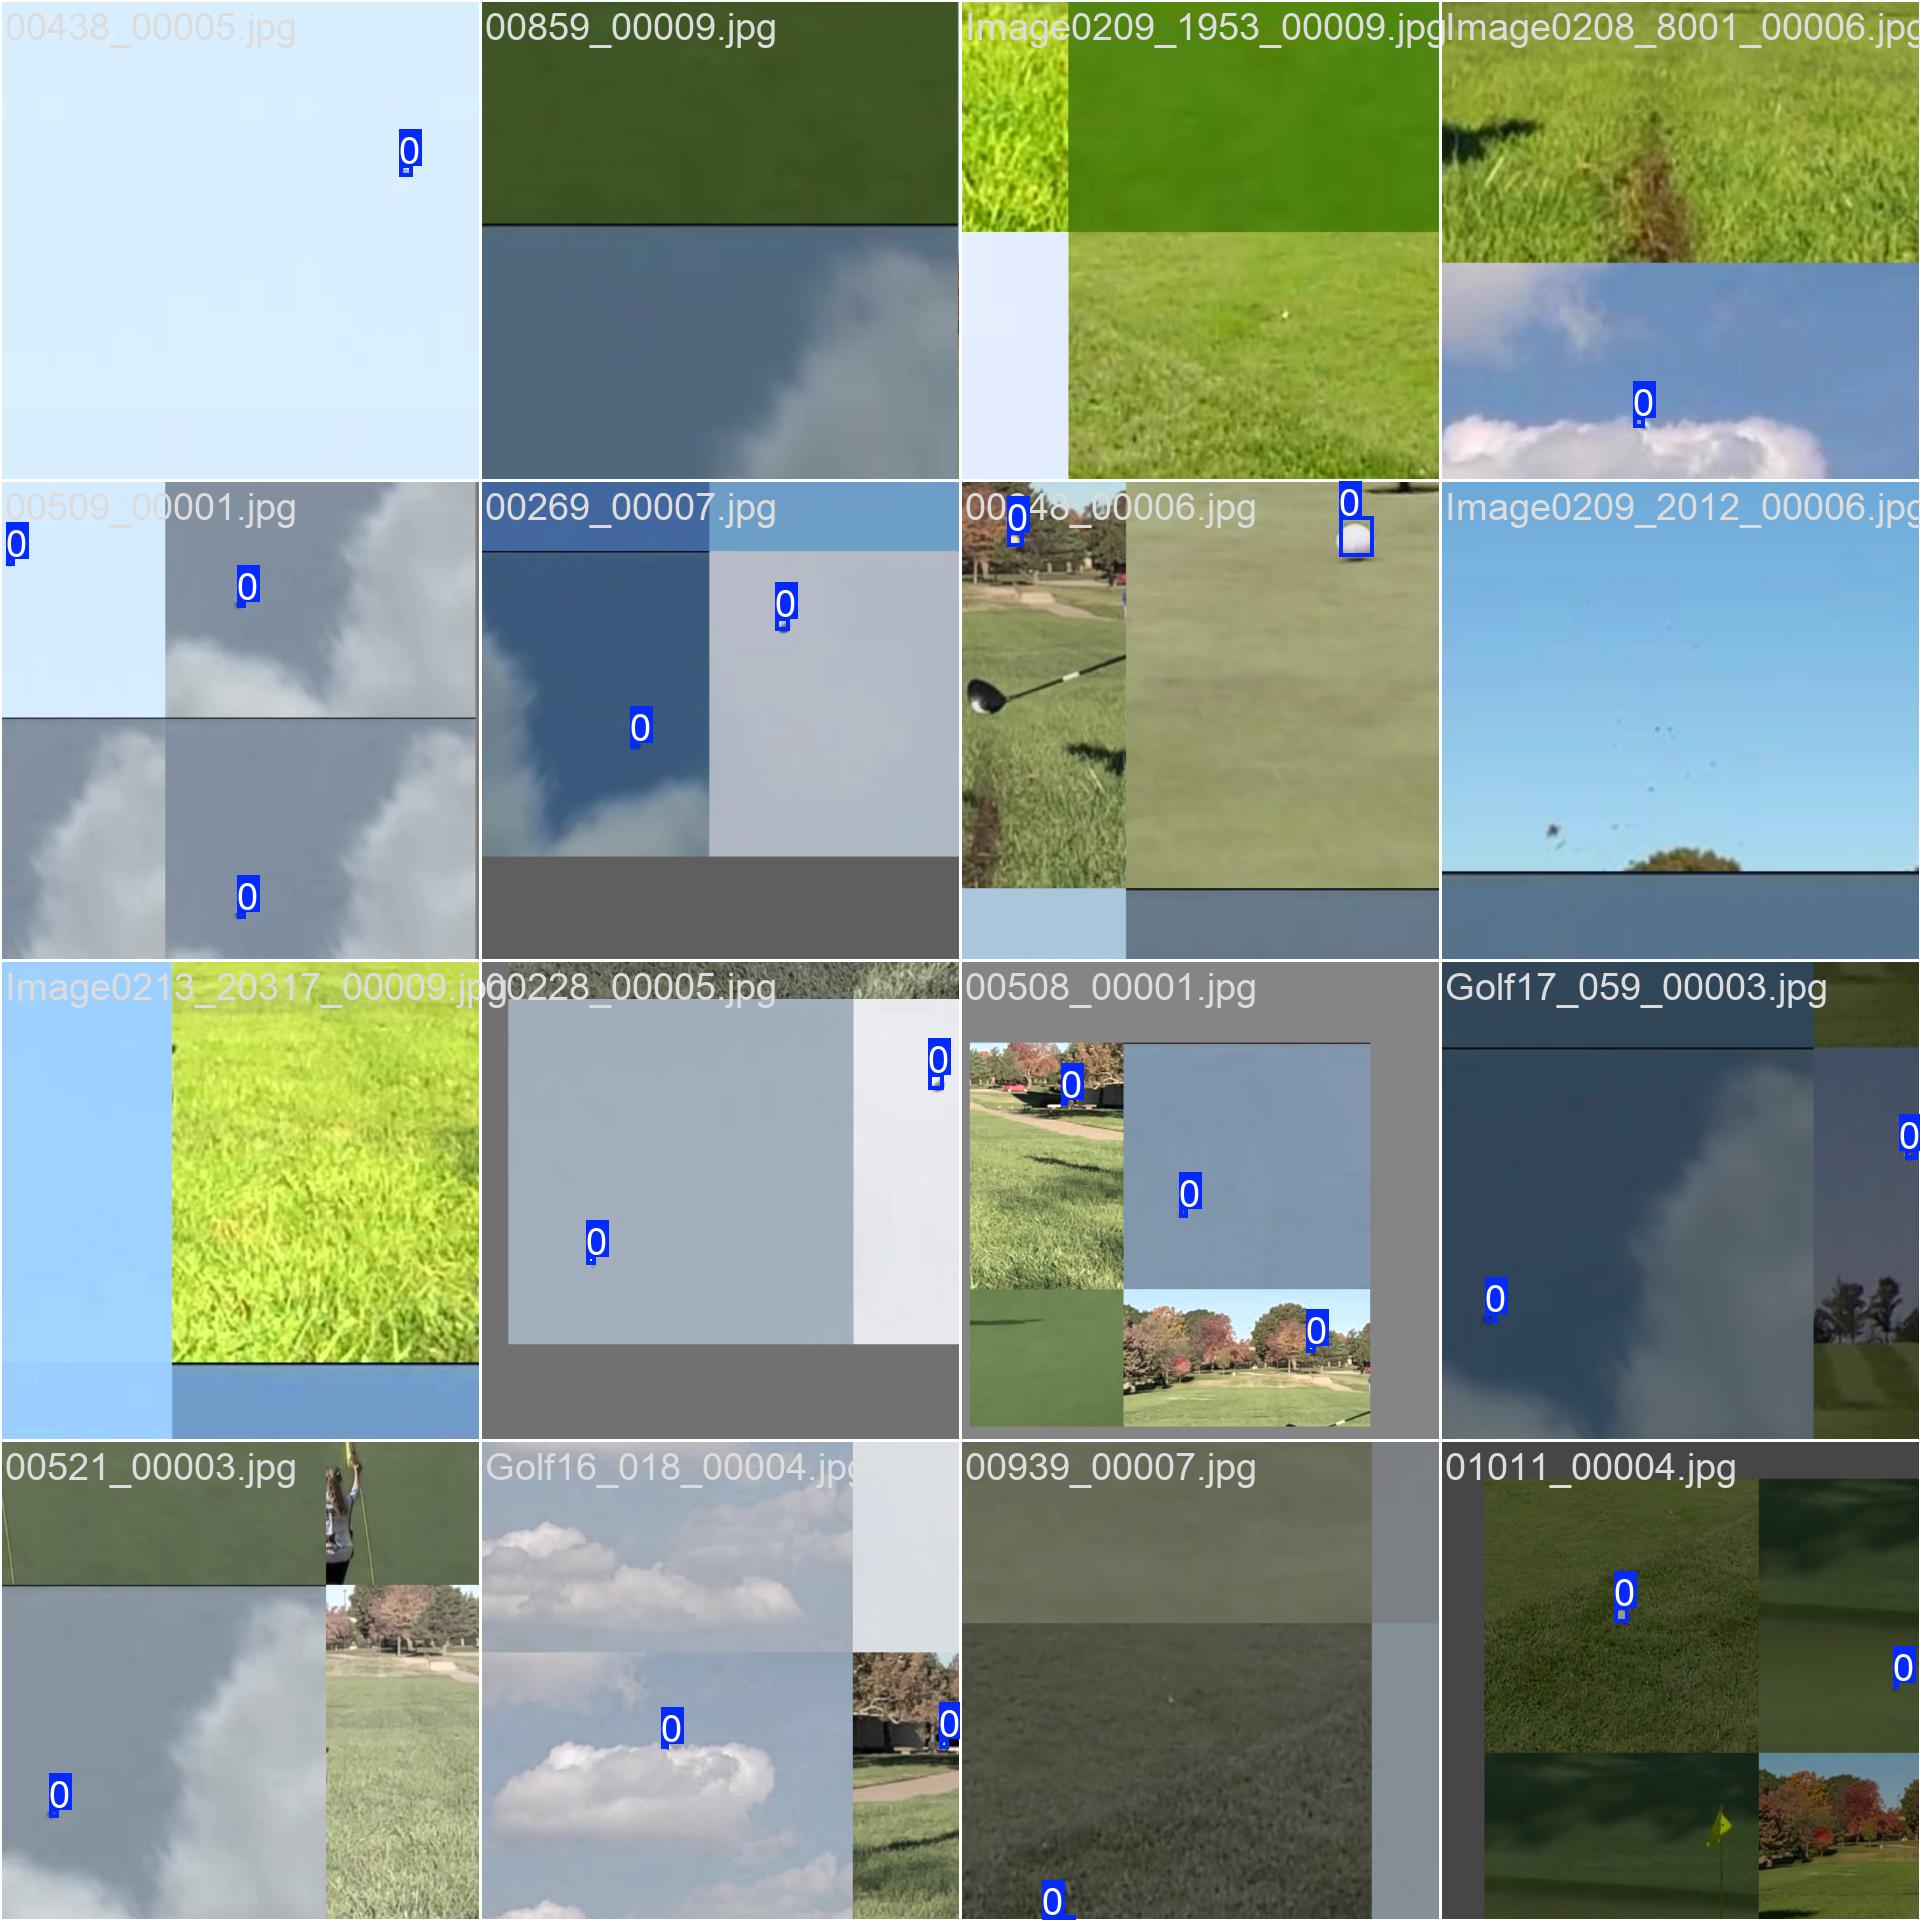 00438_00005.jpg
00859_00009.jpg
Image0209_1953_00009.jpg
Image0208_8001_00006.jpg
0
0
00509_00001.jpg
00269_00007.jpg
00 48_00006.jpg
Image0209_2012_00006.jpg
0
0
0
0
0
0
0
Image0213_20317_00009.jpg
00228_00005.jpg
00508_00001.jpg
Golf17_059_00003.jpg
0
0
0
0
0
0
0
00521_00003.jpg
Golf16_018_00004.jpg
00939_00007.jpg
01011_00004.jpg
0
0
0
0
0
0